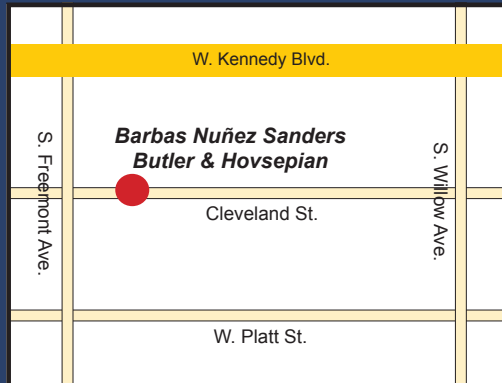 W. Kennedy Blvd.
S. Freemont Ave.
Barbas Nuñez Sanders
Butler & Hovsepian
S. Willow Ave.
Cleveland St.
W. Platt St.